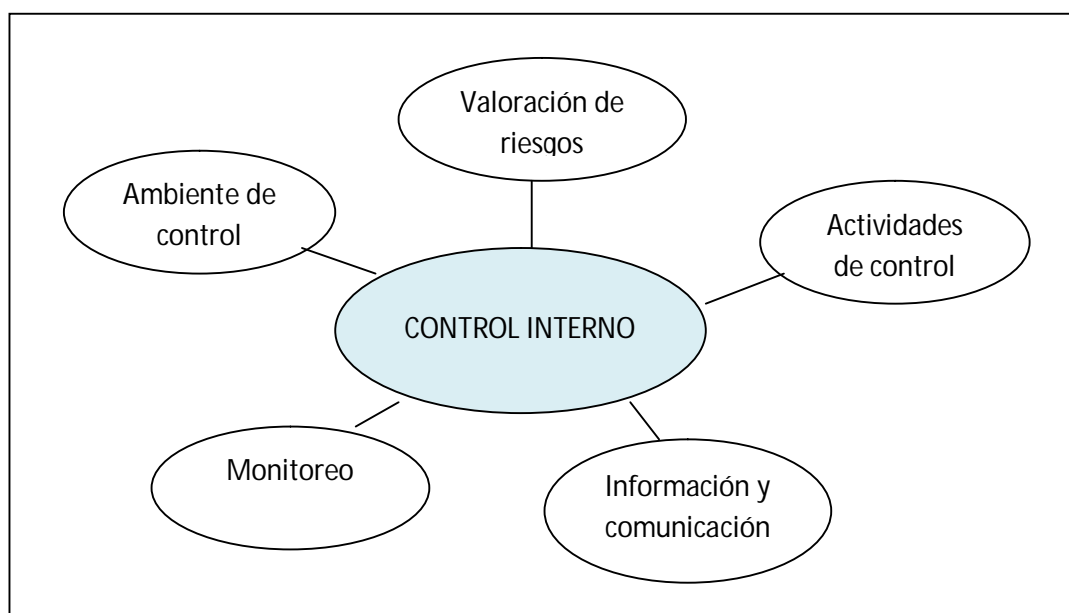 Valoración de
riesgos
Ambiente de
control
Actividades
de control
CONTROL INTERNO
Monitoreo
Información y
comunicación